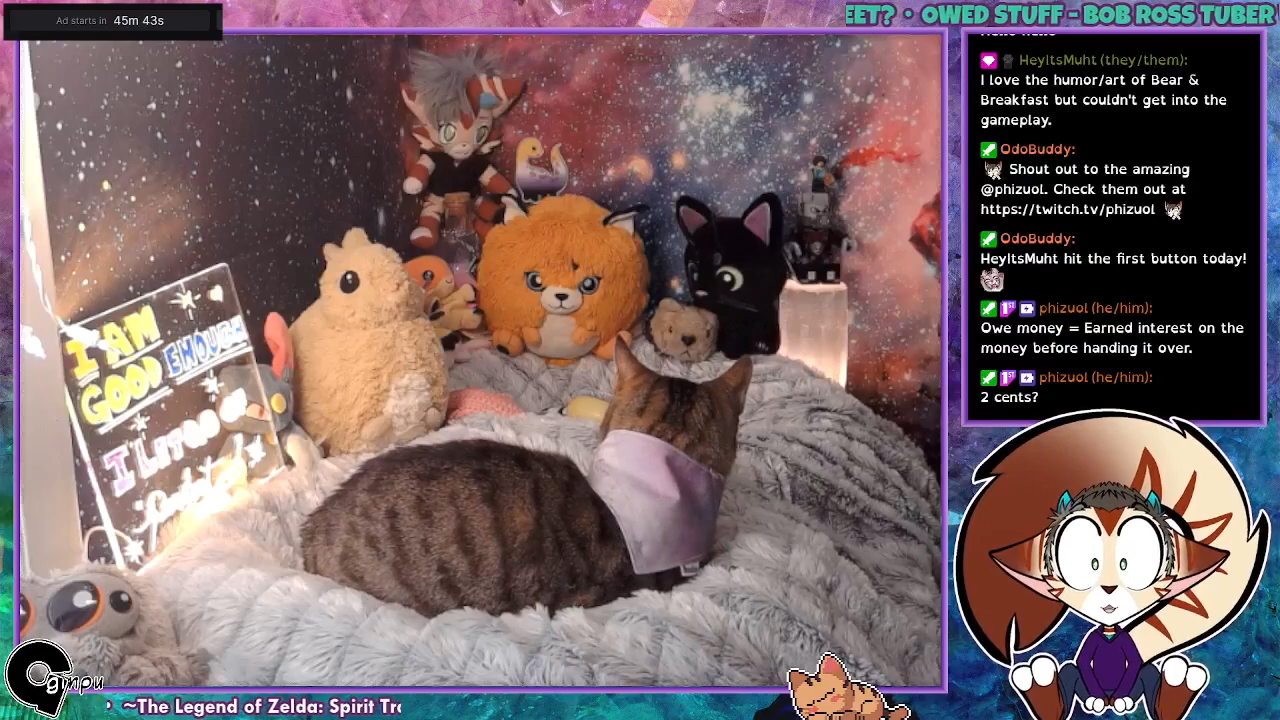 Ad starts in 45m 43s
EET? • OWED STUFF - BOB ROSS TUBER
HeyItsMuht (they/them):
I love the humor/art of Bear &
Breakfast but couldn't get into the
gameplay.
OdoBuddy:
Shout out to the amazing
@phizuol. Check them out at
https://twitch.tv/phizuol
OdoBuddy:
HeyItsMuht hit the first button today!
phizuol (he/him):
Owe money = Earned interest on the
money before handing it over.
phizuol (he/him):
2 cents?
I AM
GOOD ENOUGH
I
ginpu
~The Legend of Zelda: Spirit Tra